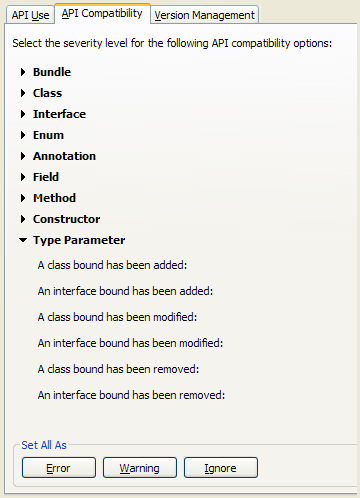 API Use API Compatibility Version Management
Select the severity level for the following API compatibility options:
Bundle
Class
Interface
Enum
Annotation
Field
Method
Constructor
Type Parameter
A class bound has been added:
An interface bound has been added:
A class bound has been modified:
An interface bound has been modified:
A class bound has been removed:
An interface bound has been removed:
Set All As
Error Warning Ignore